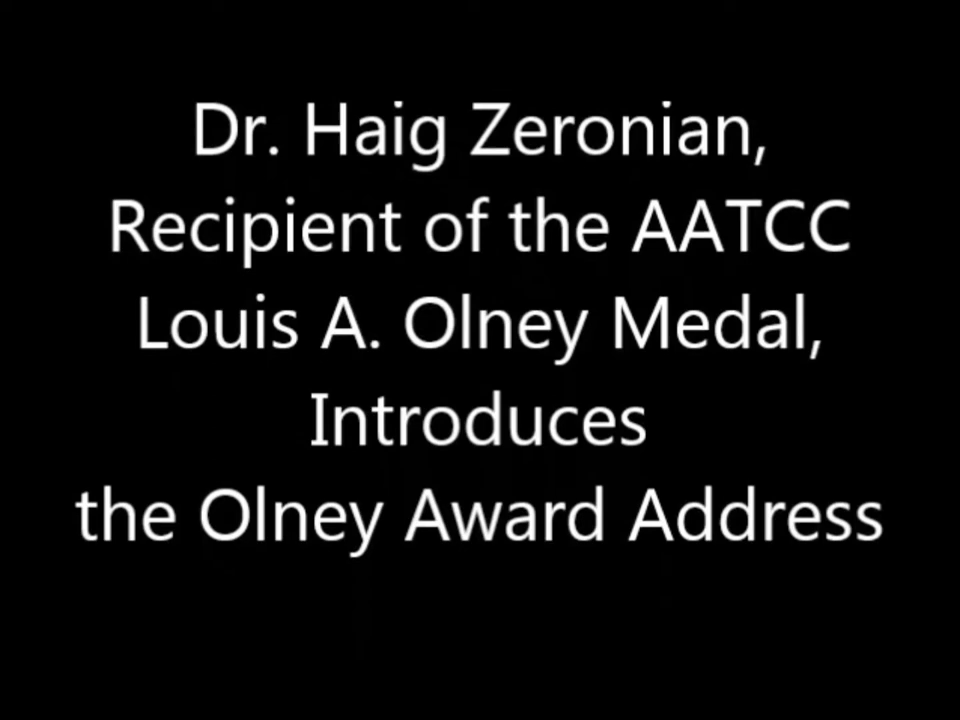 Dr. Haig Zeronian,
Recipient of the AATCC
Louis A. Olney Medal,
Introduces
the Olney Award Address